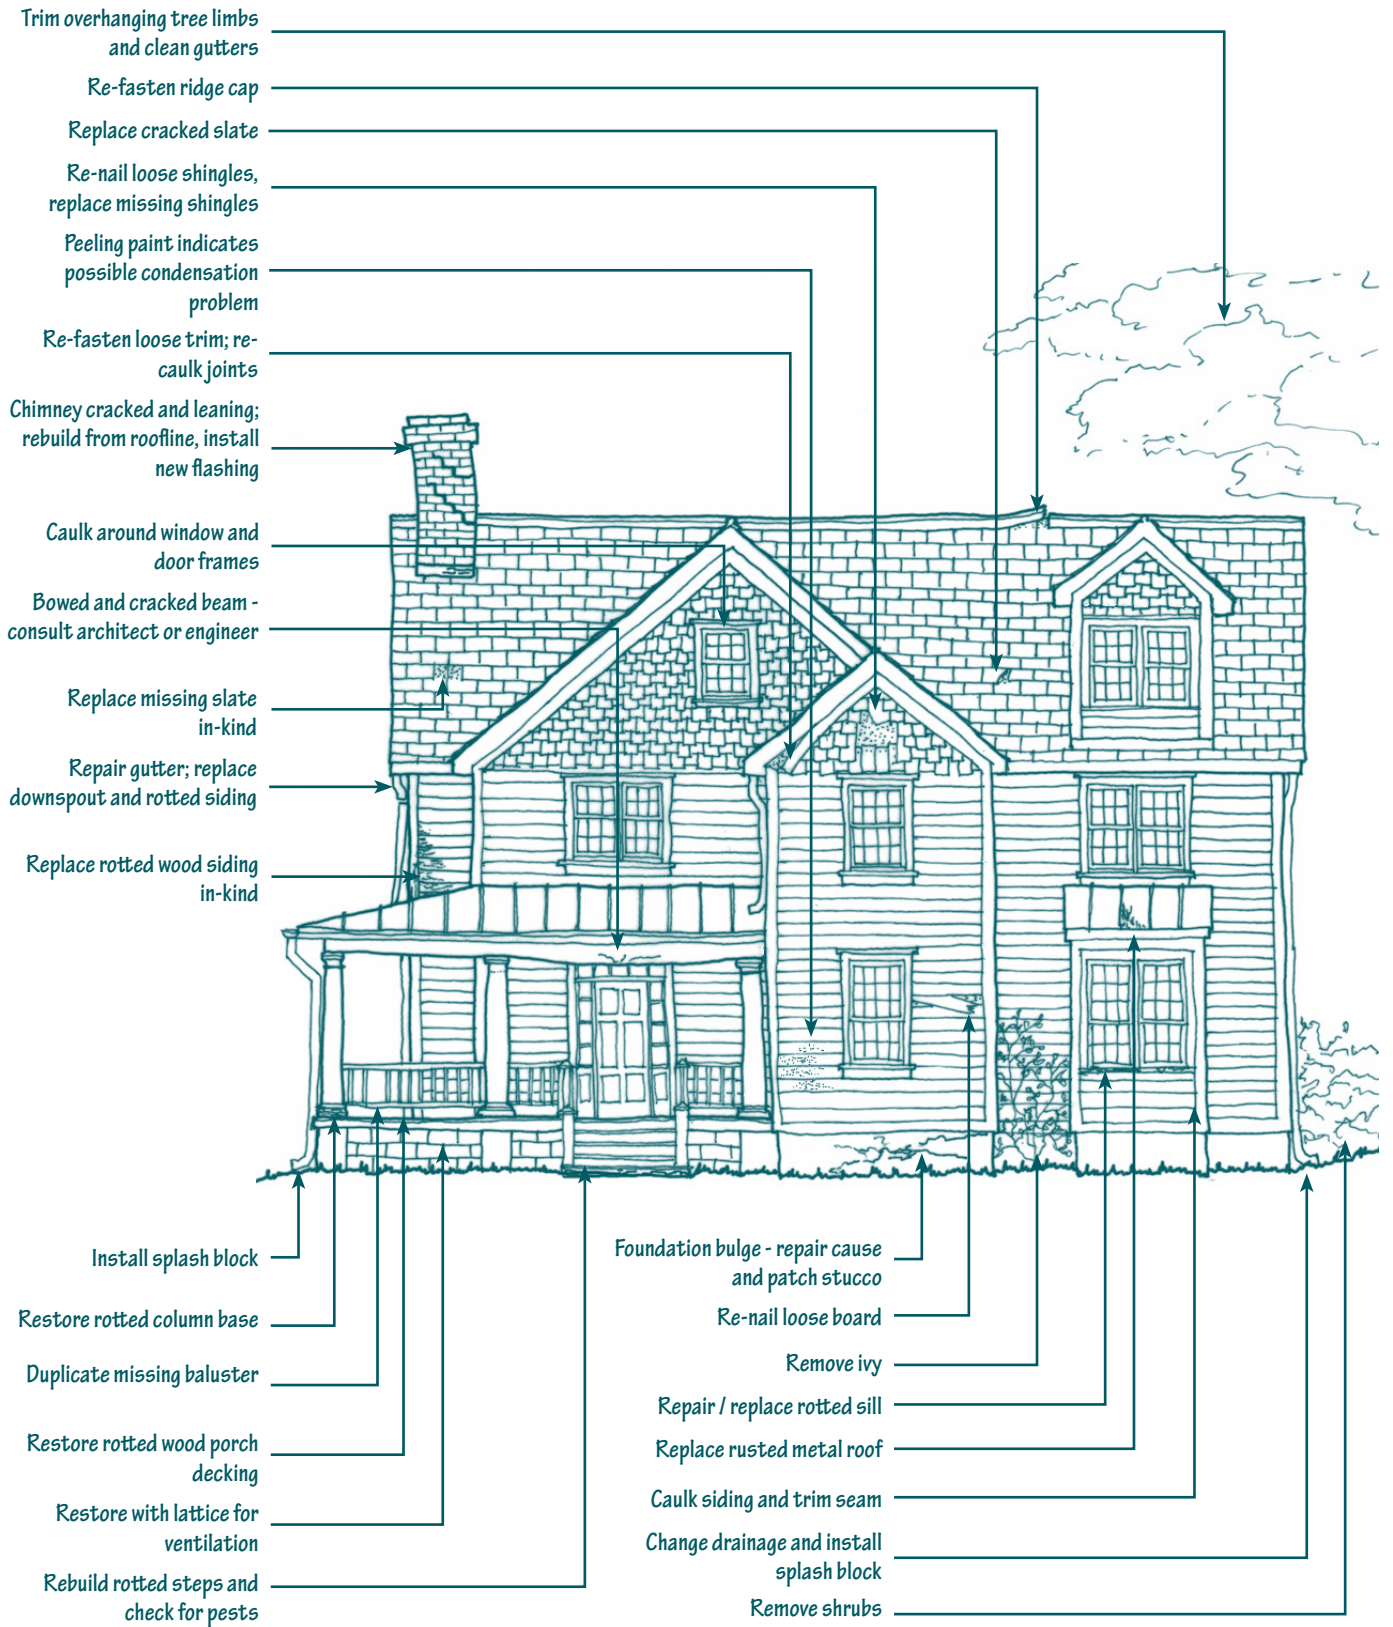 Trim overhanging tree limbs
and clean gutters
Re-fasten ridge cap
Replace cracked slate
Re-nail loose shingles,
replace missing shingles
Peeling paint indicates
possible condensation
problem
Re-fasten loose trim; re-
caulk joints
Chimney cracked and leaning;
rebuild from roofline, install
new flashing
Caulk around window and
door frames
Bowed and cracked beam -
consult architect or engineer
Replace missing slate
in-kind
Repair gutter; replace
downspout and rotted siding
Replace rotted wood siding
in-kind
Install splash block
Restore rotted column base
Duplicate missing baluster
Restore rotted wood porch
decking
Restore with lattice for
ventilation
Rebuild rotted steps and
check for pests
Foundation bulge - repair cause
and patch stucco
Re-nail loose board
Remove ivy
Repair / replace rotted sill
Replace rusted metal roof
Caulk siding and trim seam
Change drainage and install
splash block
Remove shrubs